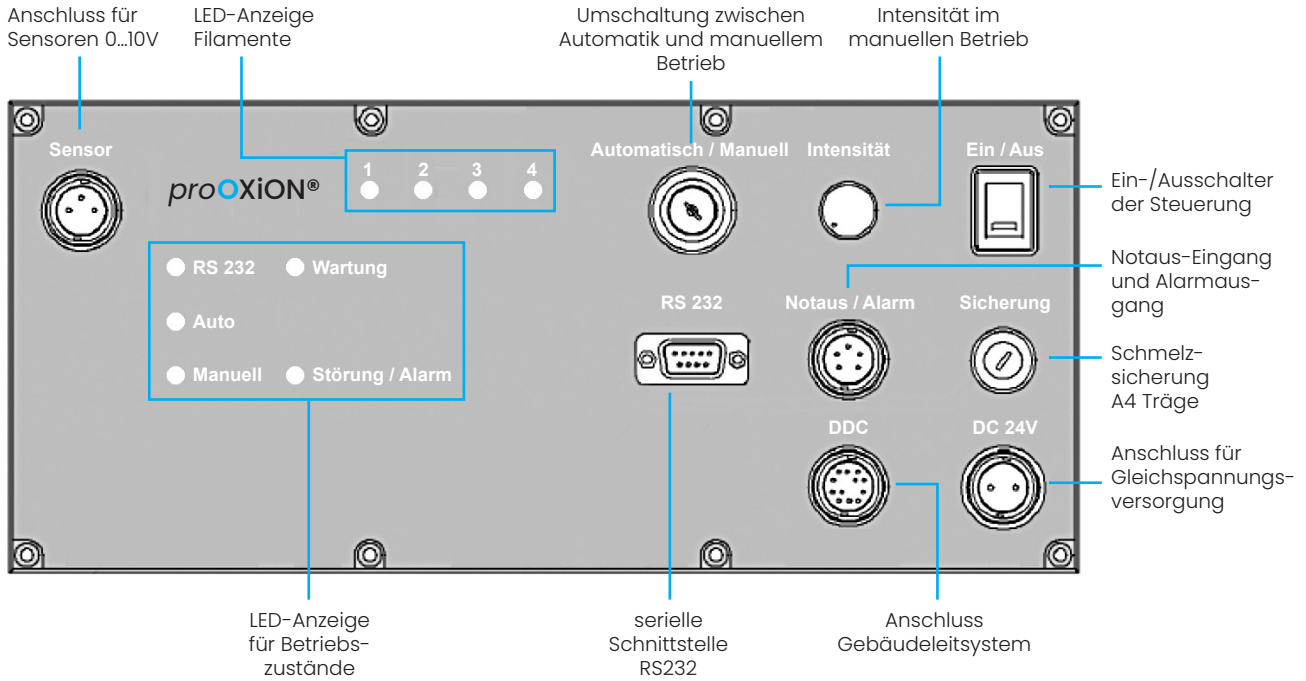 Anschluss für
Sensoren 0...10V
LED-Anzeige
Filamente
Umschaltung zwischen
Automatik und manuellem
Betrieb
Intensität im
manuellen Betrieb
Sensor
proOXiON®
1 2 3 4
Automatisch / Manuell
Intensität
Ein / Aus
Ein-/Ausschalter
der Steuerung
RS 232
Wartung
Auto
Manuell
Störung / Alarm
RS 232
Notaus / Alarm
Sicherung
Notaus-Eingang
und Alarmaus-
gang
Schmelz-
sicherung
A4 Träge
DDC
DC 24V
Anschluss für
Gleichspannungs-
versorgung
LED-Anzeige
für Betriebs-
zustände
serielle
Schnittstelle
RS232
Anschluss
Gebäudeleitsystem